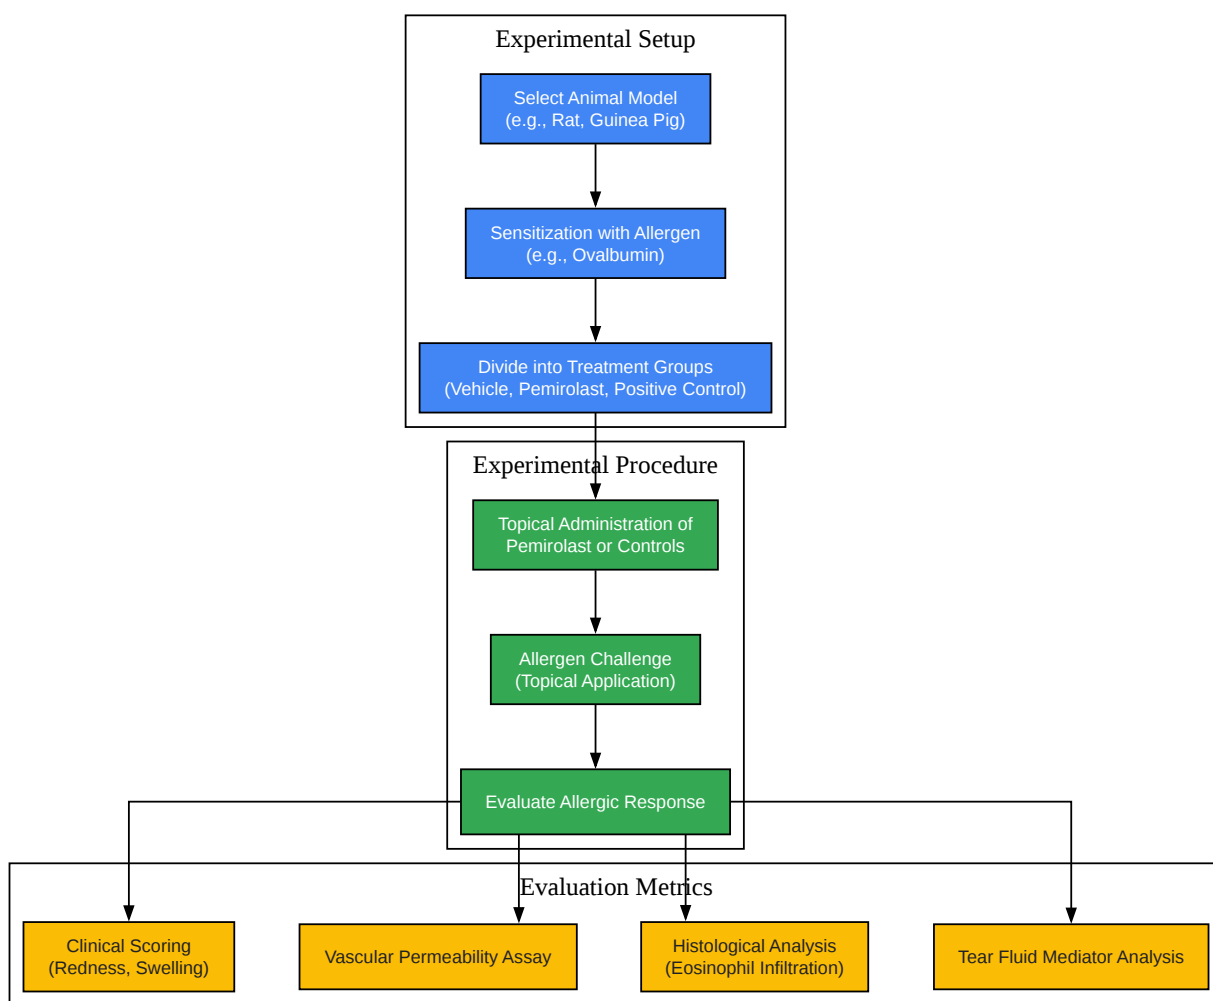 Experimental Setup
Select Animal Model
(e.g., Rat, Guinea Pig)
Sensitization with Allergen
(e.g., Ovalbumin)
Divide into Treatment Groups
(Vehicle, Pemirolast, Positive Control)
Experimental Procedure
Topical Administration of
Pemirolast or Controls
Allergen Challenge
(Topical Application)
Evaluate Allergic Response
Evaluation Metrics
Clinical Scoring
(Redness, Swelling)
Vascular Permeability Assay
Histological Analysis
(Eosinophil Infiltration)
Tear Fluid Mediator Analysis